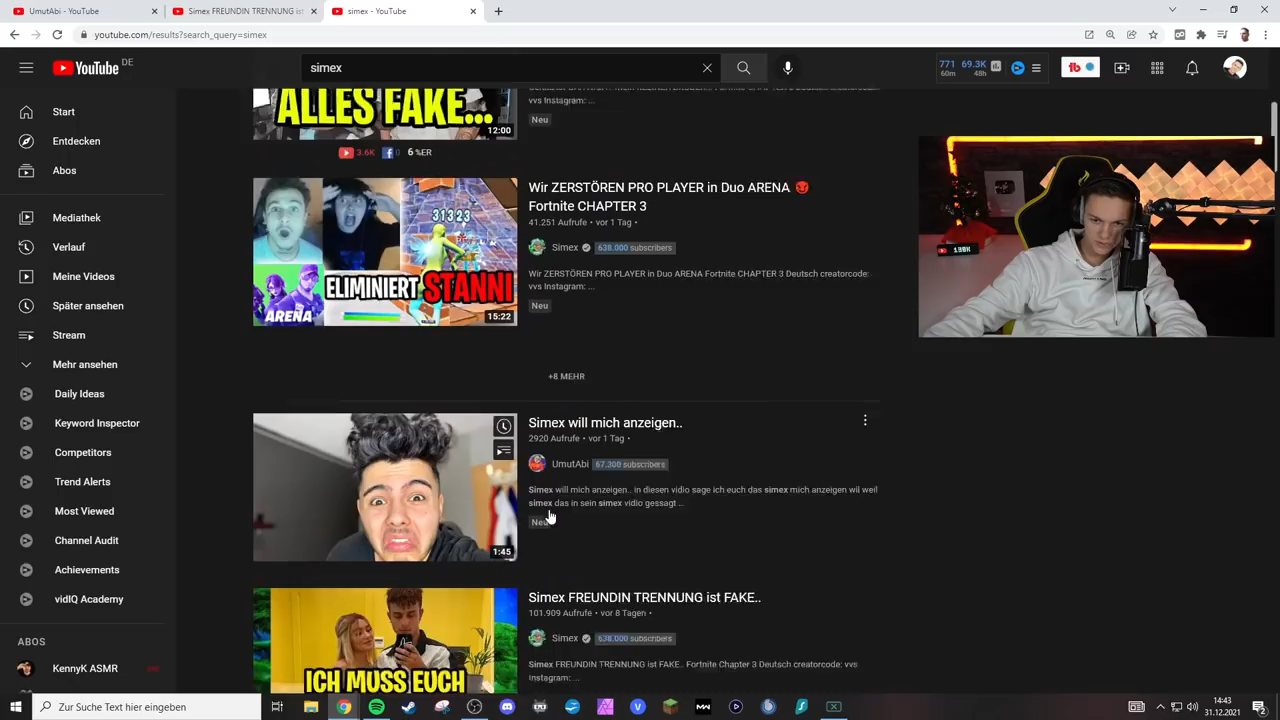 UmutAbi - YouTube
Simex FREUNDIN TRENNUNG ist
simex - YouTube
youtube.com/results?search_query=simex
YouTube DE
simex
771 60m 69.3K 48h
ALLES FAKE...
12:00
vvs Instagram: ...
Neu
3.6K 0 6 %ER
Start
Entdecken
Abos
Mediathek
Verlauf
Meine Videos
Später ansehen
Stream
Mehr ansehen
Daily Ideas
Keyword Inspector
Competitors
Trend Alerts
Most Viewed
Channel Audit
Achievements
vidIQ Academy
ABOS
KennyK ASMR
31323
ELIMINIERT STANNI
ARENA
15:22
Wir ZERSTÖREN PRO PLAYER in Duo ARENA
Fortnite CHAPTER 3
41.251 Aufrufe • vor 1 Tag •
Simex 638.000 subscribers
Wir ZERSTÖREN PRO PLAYER in Duo ARENA Fortnite CHAPTER 3 Deutsch creatorcode:
vvs Instagram: ...
Neu
+8 MEHR
1:45
Simex will mich anzeigen..
2920 Aufrufe • vor 1 Tag •
UmutAbi 67.300 subscribers
Simex will mich anzeigen.. in diesen vidio sage ich euch das simex mich anzeigen wil weil
simex das in sein simex vidio gessagt ..
Neu
ICH MUSS EUCH
Simex FREUNDIN TRENNUNG ist FAKE..
101.909 Aufrufe • vor 8 Tagen •
Simex 638.000 subscribers
Simex FREUNDIN TRENNUNG ist FAKE.. Fortnite Chapter 3 Deutsch creatorcode: vvs
Instagram: ...
198K
Zur Suche Text hier eingeben
14:43
31.12.2021